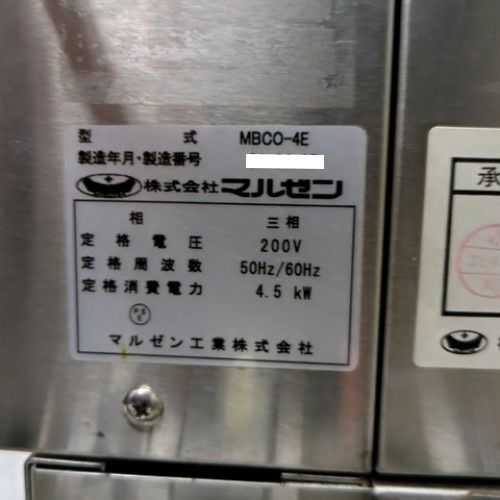 型式 MBCO-4E
製造年月・製造番号
株式会社マルゼン
相 三相
定格電圧 200V
定格周波数 50Hz/60Hz
定格消費電力 4.5 kW
PSE
マルゼン工業株式会社
承